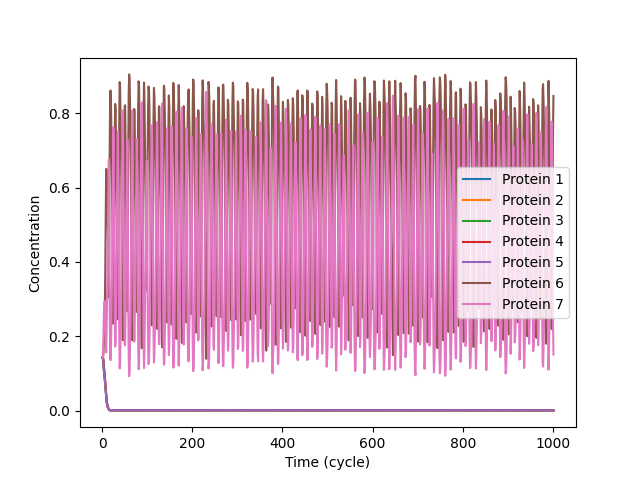 Concentration
0.8
0.6
0.4
0.2
0.0
0 200 400 600 800 1000
Time (cycle)
Protein 1
Protein 2
Protein 3
Protein 4
Protein 5
Protein 6
Protein 7